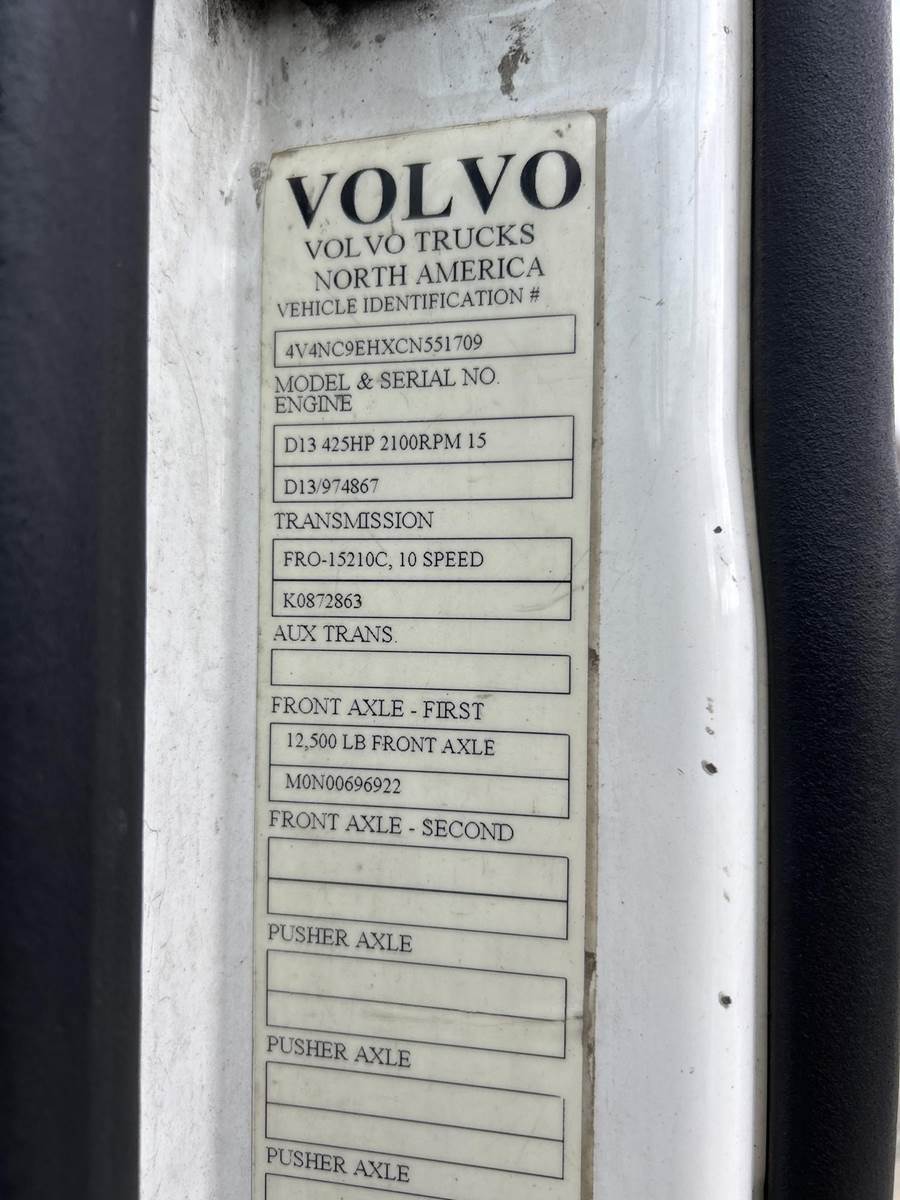 VOLVO
VOLVO TRUCKS
NORTH AMERICA
VEHICLE IDENTIFICATION #
4V4NC9EHXCN551709
MODEL & SERIAL NO.
ENGINE
D13 425HP 2100RPM 15
D13/974867
TRANSMISSION
FRO-15210C, 10 SPEED
K0872863
AUX TRANS.
FRONT AXLE - FIRST
12,500 LB FRONT AXLE
M0N00696922
FRONT AXLE - SECOND
PUSHER AXLE
PUSHER AXLE
PUSHER AXLE